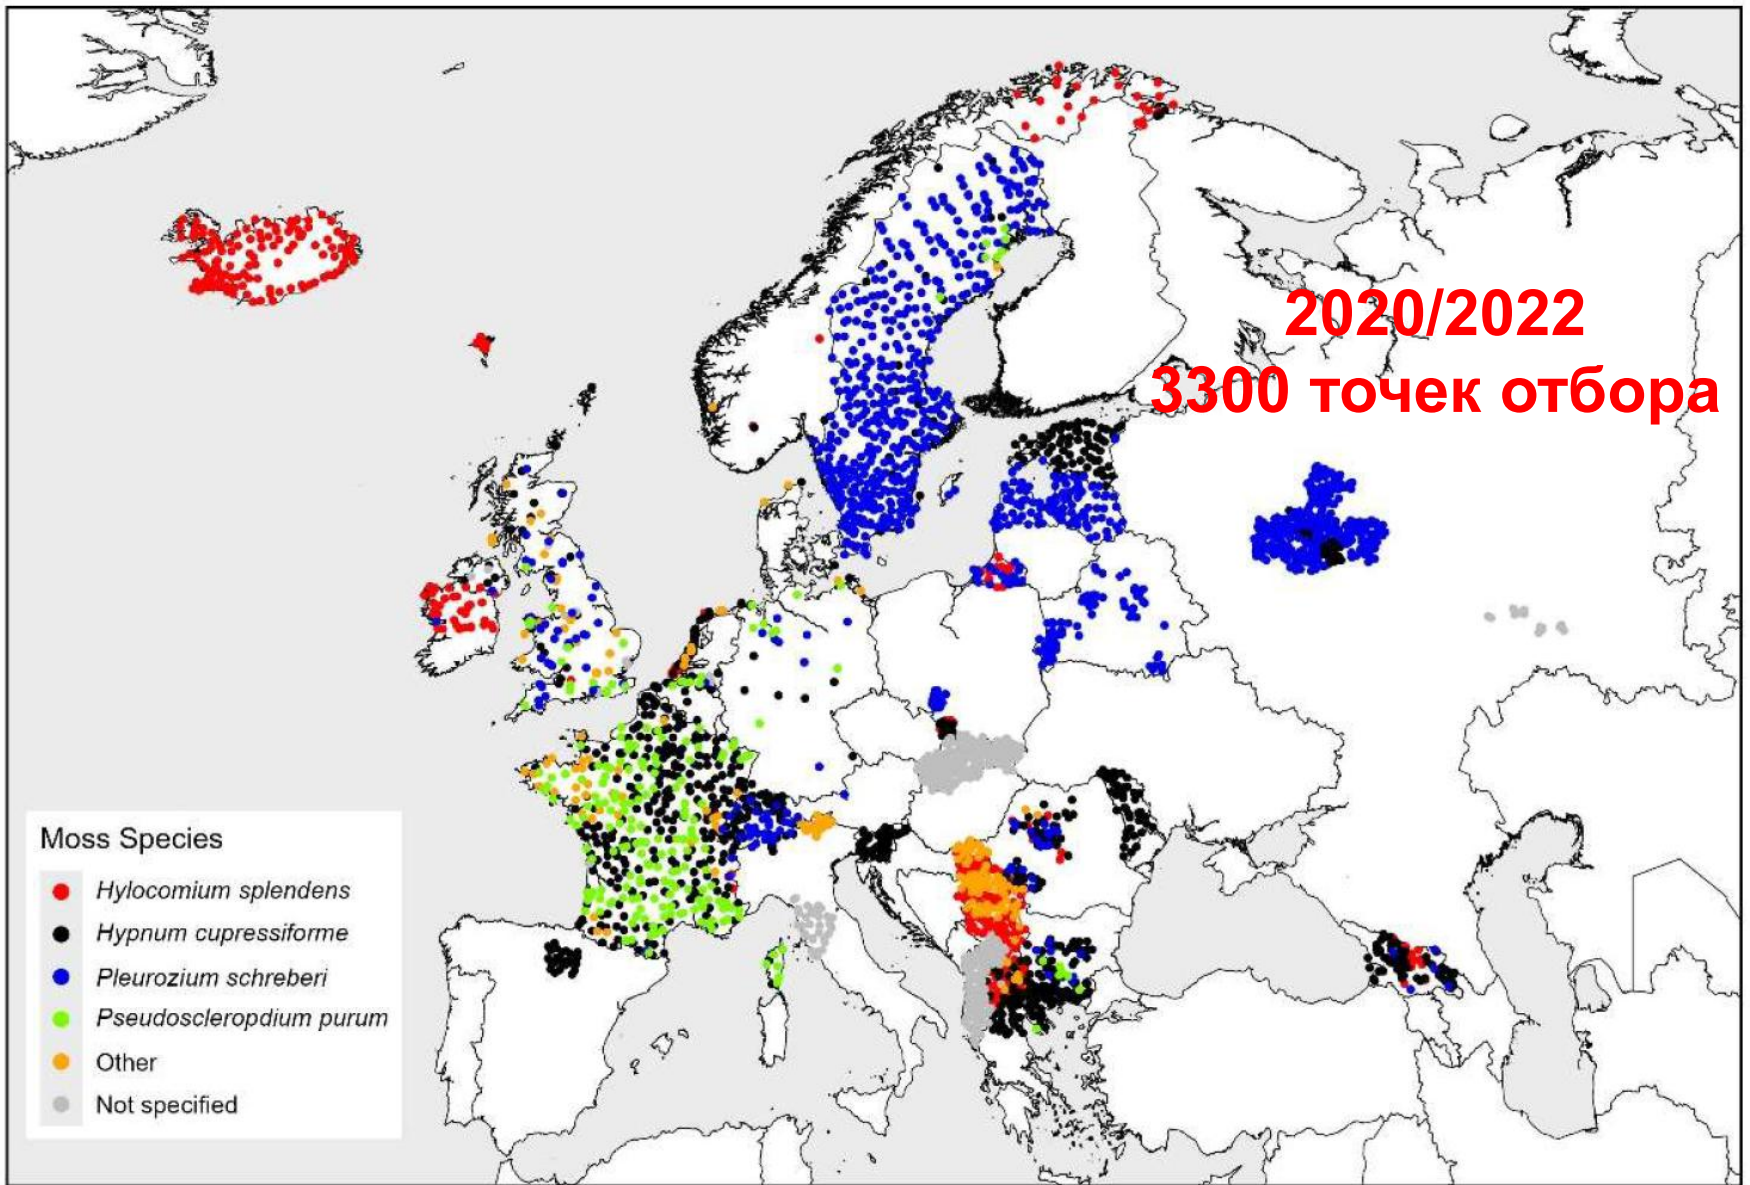 2020/2022
3300 точек отбора
Moss Species
Hylocomium splendens
Hypnum cupressiforme
Pleurozium schreberi
Pseudoscleropdium purum
Other
Not specified